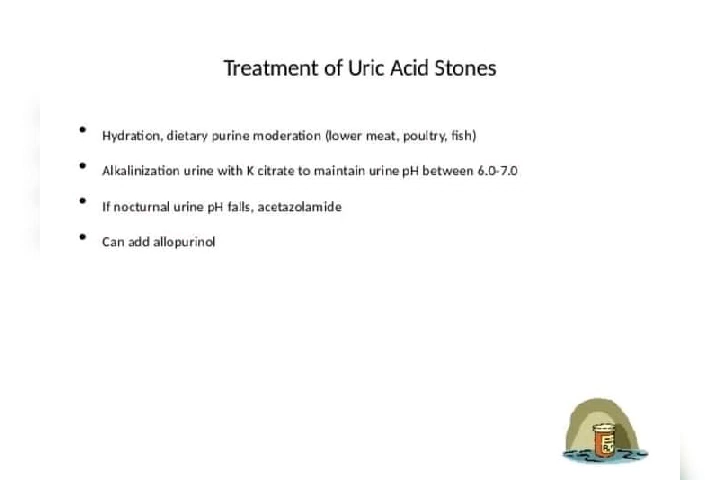 Treatment of Uric Acid Stones
• Hydration, dietary purine moderation (lower meat, poultry, fish)
• Alkalinization urine with K citrate to maintain urine pH between 6.0-7.0
• If nocturnal urine pH falls, acetazolamide
• Can add allopurinol